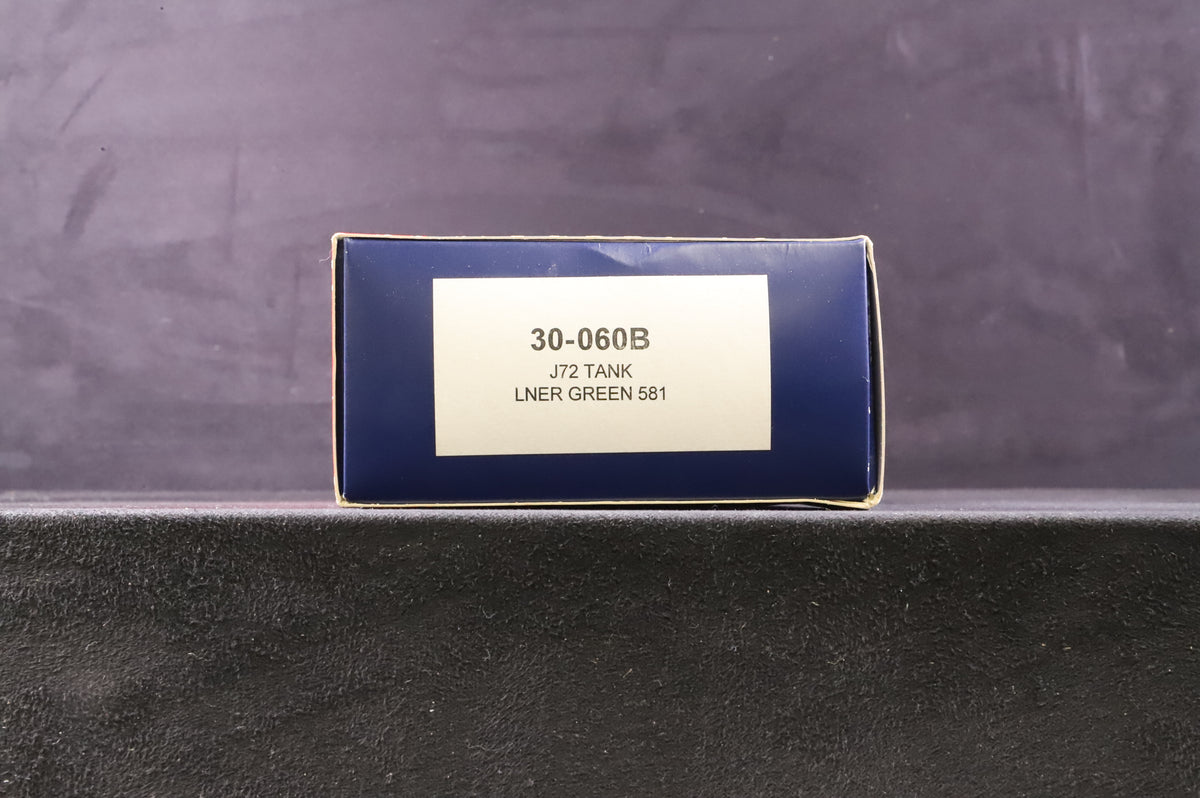 30-060B
J72 TANK
LNER GREEN 581